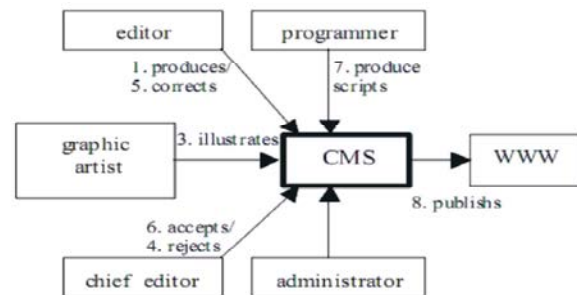 editor
programmer
1. produces/
5. corrects
7. produce
scripts
graphic
artist
3. illustrates
CMS
WWW
8. publishs
6. accepts/
4. rejects
chief editor
administrator